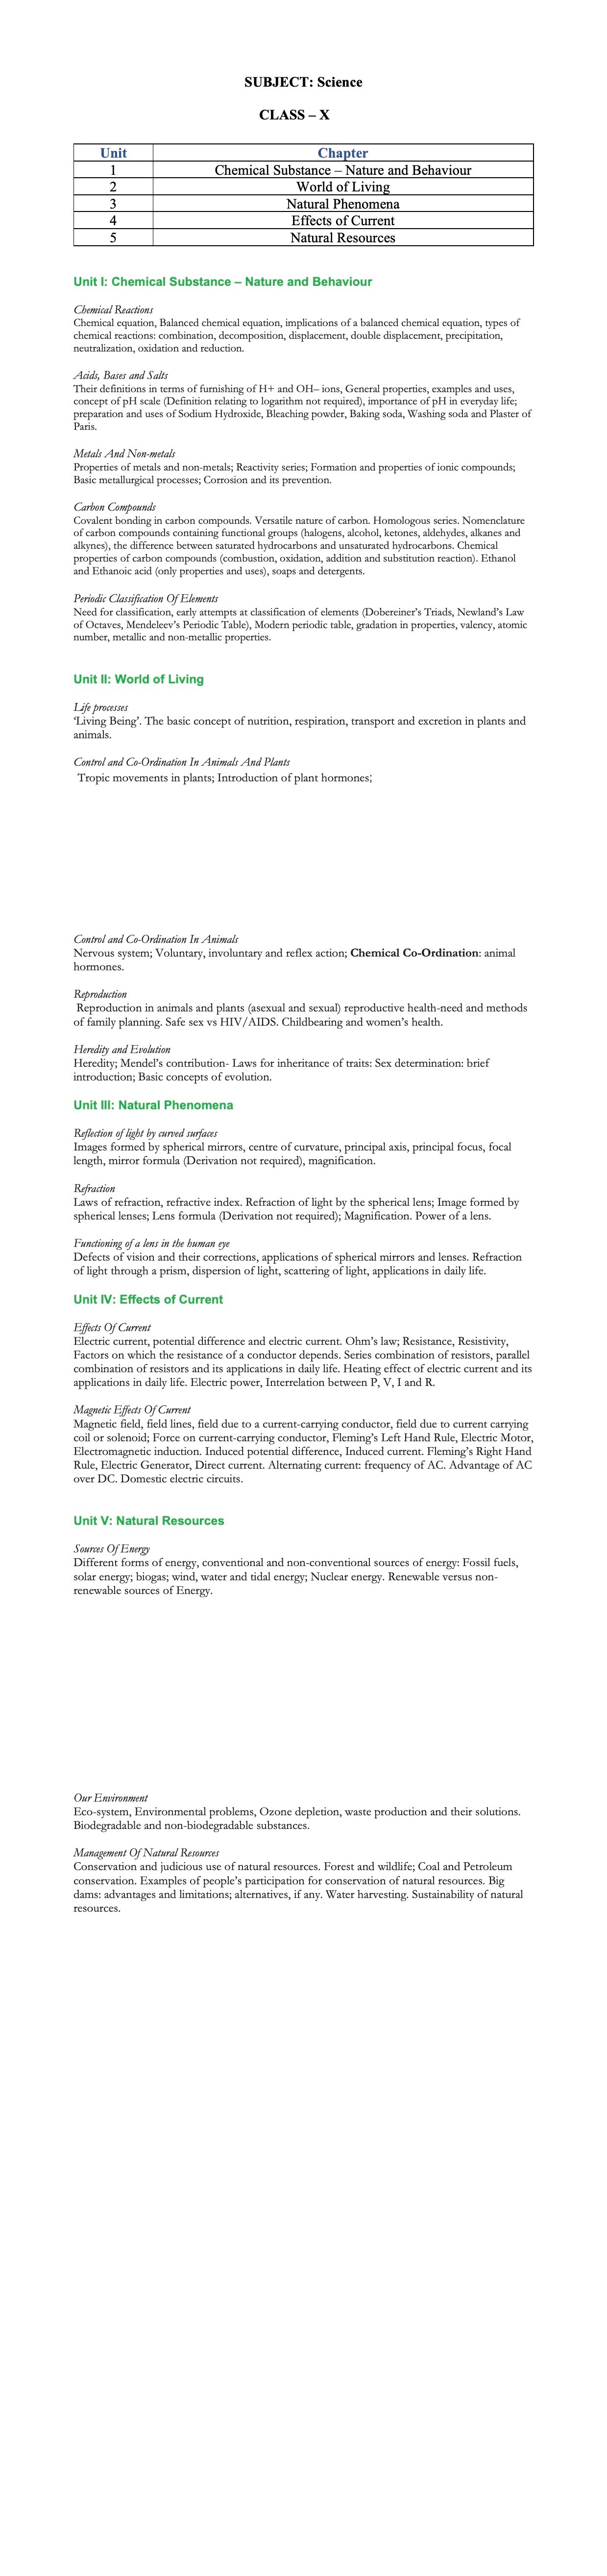 SUBJECT: Science
CLASS – X
Unit Chapter
1 Chemical Substance – Nature and Behaviour
2 World of Living
3 Natural Phenomena
4 Effects of Current
5 Natural Resources
Unit I: Chemical Substance – Nature and Behaviour
Chemical Reactions
Chemical equation, Balanced chemical equation, implications of a balanced chemical equation, types of
chemical reactions: combination, decomposition, displacement, double displacement, precipitation,
neutralization, oxidation and reduction.
Acids, Bases and Salts
Their definitions in terms of furnishing of H+ and OH– ions, General properties, examples and uses,
concept of pH scale (Definition relating to logarithm not required), importance of pH in everyday life;
preparation and uses of Sodium Hydroxide, Bleaching powder, Baking soda, Washing soda and Plaster of
Paris.
Metals And Non-metals
Properties of metals and non-metals; Reactivity series; Formation and properties of ionic compounds;
Basic metallurgical processes; Corrosion and its prevention.
Carbon Compounds
Covalent bonding in carbon compounds. Versatile nature of carbon. Homologous series. Nomenclature
of carbon compounds containing functional groups (halogens, alcohol, ketones, aldehydes, alkanes and
alkynes), the difference between saturated hydrocarbons and unsaturated hydrocarbons. Chemical
properties of carbon compounds (combustion, oxidation, addition and substitution reaction). Ethanol
and Ethanoic acid (only properties and uses), soaps and detergents.
Periodic Classification Of Elements
Need for classification, early attempts at classification of elements (Dobereiner's Triads, Newland's Law
of Octaves, Mendeleev's Periodic Table), Modern periodic table, gradation in properties, valency, atomic
number, metallic and non-metallic properties.
Unit II: World of Living
Life processes
'Living Being'. The basic concept of nutrition, respiration, transport and excretion in plants and
animals.
Control and Co-Ordination In Animals And Plants
Tropic movements in plants; Introduction of plant hormones;
Control and Co-Ordination In Animals
Nervous system; Voluntary, involuntary and reflex action; Chemical Co-Ordination: animal
hormones.
Reproduction
Reproduction in animals and plants (asexual and sexual) reproductive health-need and methods
of family planning. Safe sex vs HIV/AIDS. Childbearing and women's health.
Heredity and Evolution
Heredity; Mendel's contribution- Laws for inheritance of traits: Sex determination: brief
introduction; Basic concepts of evolution.
Unit III: Natural Phenomena
Reflection of light by curved surfaces
Images formed by spherical mirrors, centre of curvature, principal axis, principal focus, focal
length, mirror formula (Derivation not required), magnification.
Refraction
Laws of refraction, refractive index. Refraction of light by the spherical lens; Image formed by
spherical lenses; Lens formula (Derivation not required); Magnification. Power of a lens.
Functioning of a lens in the human eye
Defects of vision and their corrections, applications of spherical mirrors and lenses. Refraction
of light through a prism, dispersion of light, scattering of light, applications in daily life.
Unit IV: Effects of Current
Effects Of Current
Electric current, potential difference and electric current. Ohm's law; Resistance, Resistivity,
Factors on which the resistance of a conductor depends. Series combination of resistors, parallel
combination of resistors and its applications in daily life. Heating effect of electric current and its
applications in daily life. Electric power, Interrelation between P, V, I and R.
Magnetic Effects Of Current
Magnetic field, field lines, field due to a current-carrying conductor, field due to current carrying
coil or solenoid; Force on current-carrying conductor, Fleming's Left Hand Rule, Electric Motor,
Electromagnetic induction. Induced potential difference, Induced current. Fleming's Right Hand
Rule, Electric Generator, Direct current. Alternating current: frequency of AC. Advantage of AC
over DC. Domestic electric circuits.
Unit V: Natural Resources
Sources Of Energy
Different forms of energy, conventional and non-conventional sources of energy: Fossil fuels,
solar energy; biogas; wind, water and tidal energy; Nuclear energy. Renewable versus non-
renewable sources of Energy.
Our Environment
Eco-system, Environmental problems, Ozone depletion, waste production and their solutions.
Biodegradable and non-biodegradable substances.
Management Of Natural Resources
Conservation and judicious use of natural resources. Forest and wildlife; Coal and Petroleum
conservation. Examples of people's participation for conservation of natural resources. Big
dams: advantages and limitations; alternatives, if any. Water harvesting. Sustainability of natural
resources.